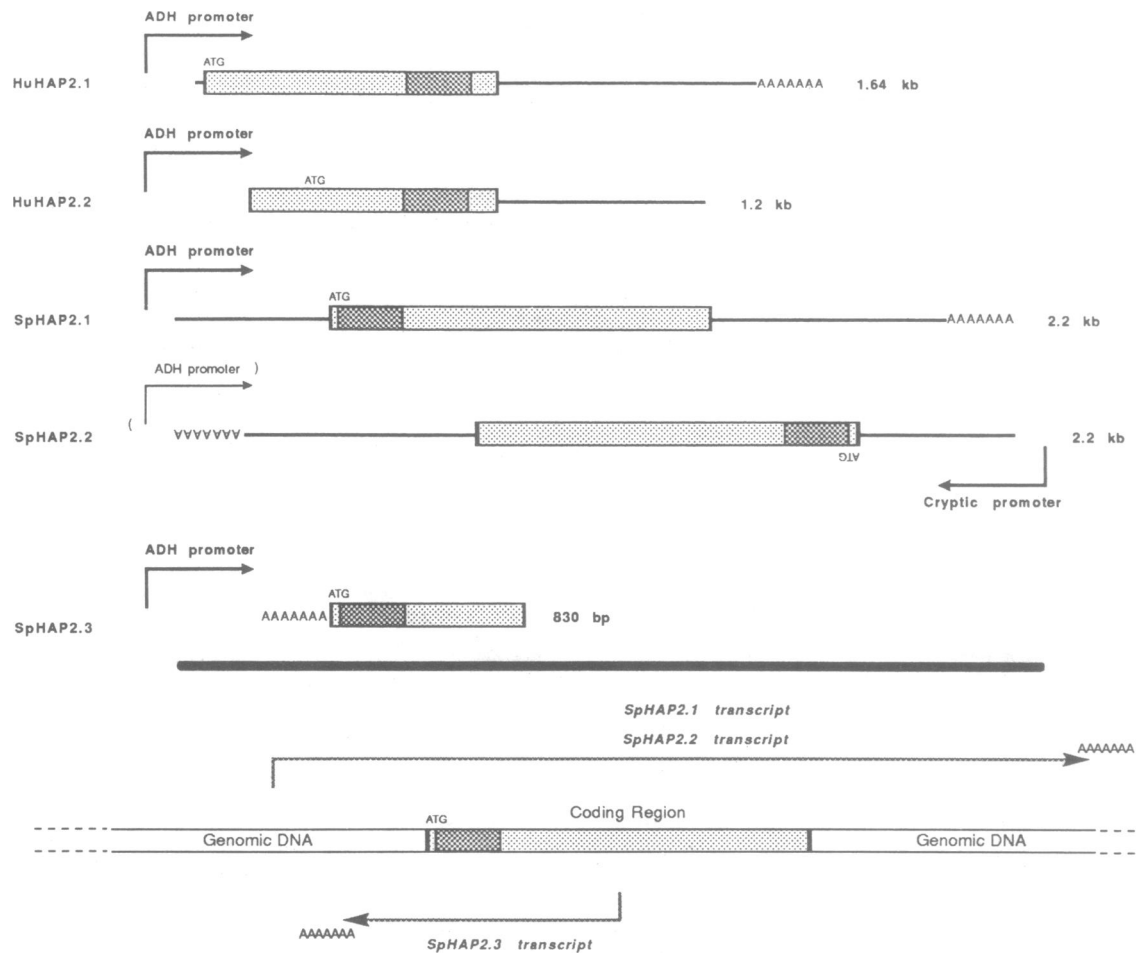 ADH promoter
ATG
HuHAP2.1
AAAAAAA
1.64 kb
ADH promoter
ATG
HuHAP2.2
1.2 kb
ADH promoter
ATG
SpHAP2.1
AAAAAAA
2.2 kb
( ADH promoter )
SpHAP2.2
AAAAAAA
2.2 kb
ATG
Cryptic promoter
ADH promoter
ATG
AAAAAAA
830 bp
SpHAP2.3
SpHAP2.1 transcript
SpHAP2.2 transcript
AAAAAAA
Coding Region
ATG
Genomic DNA
Genomic DNA
AAAAAAA
SpHAP2.3 transcript